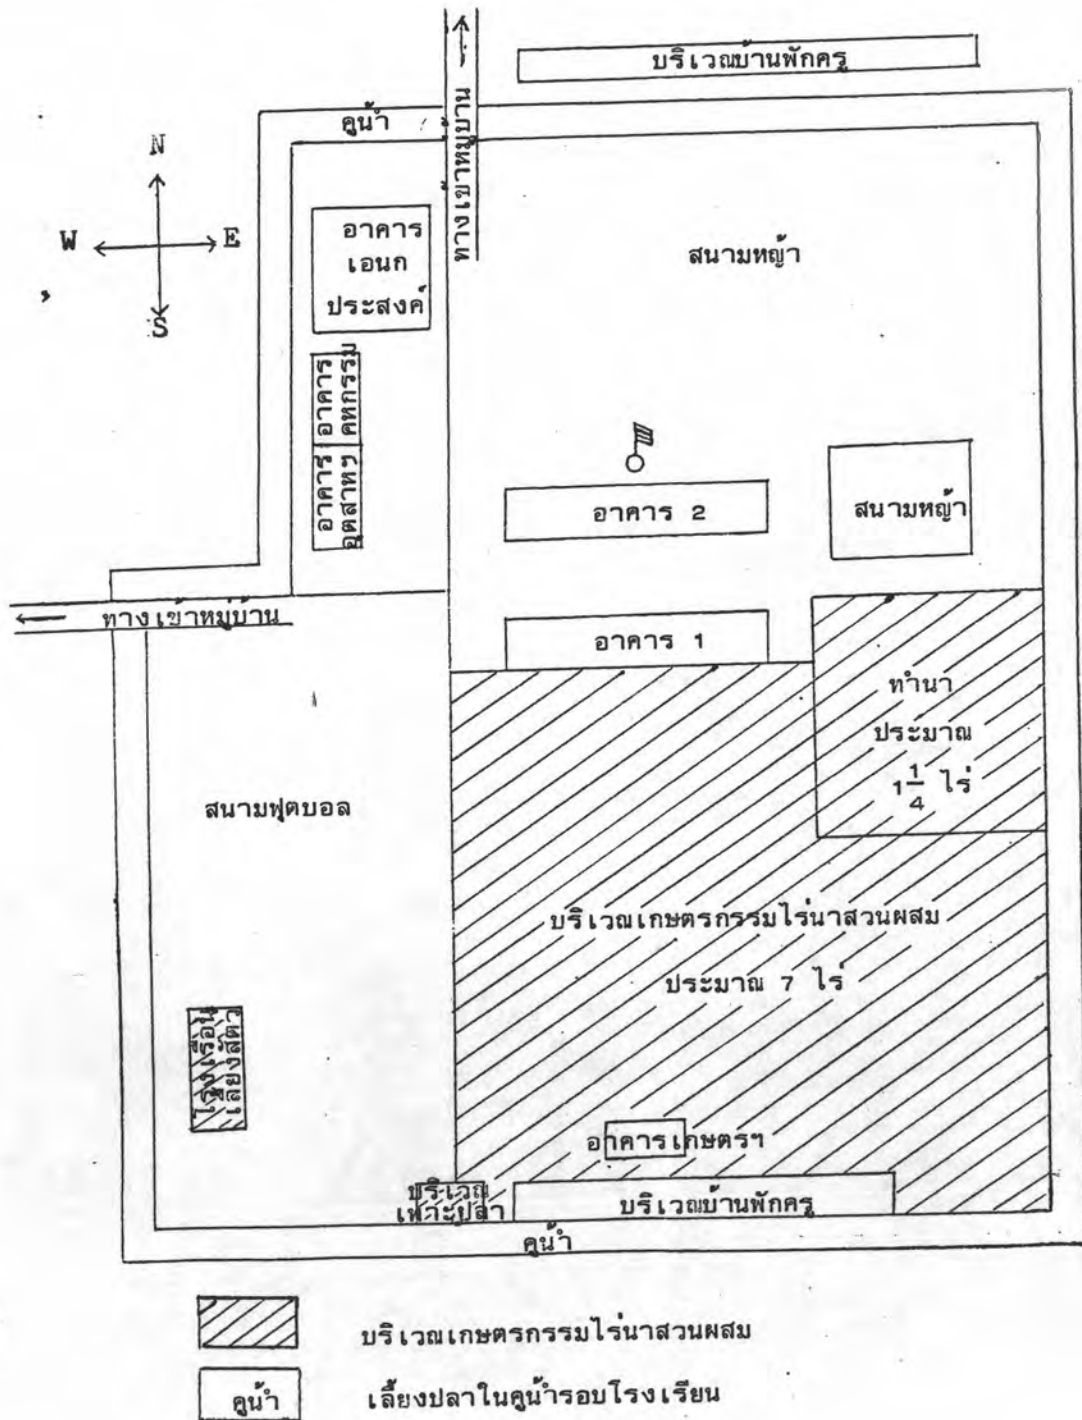 บริเวณบ้านพักครู
คูน้ำ
ทางเข้าหมู่บ้าน
N
W
E
S
อาคาร
เอนก
ประสงค์
สนามหญ้า
อาคาร
คหกรรม
อาคาร
อุตสาหฯ
อาคาร 2
สนามหญ้า
ทางเข้าหมู่บ้าน
อาคาร 1
ทำนา
ประมาณ
1 1/4 ไร่
สนามฟุตบอล
บริเวณเกษตรกรรมไร่นาสวนผสม
ประมาณ 7 ไร่
โรงเรือน
เลี้ยงสัตว์
อาคารเกษตรฯ
บริเวณ
เพาะปลา
บริเวณบ้านพักครู
คูน้ำ
บริเวณเกษตรกรรมไร่นาสวนผสม
คูน้ำ
เลี้ยงปลาในคูน้ำรอบโรงเรียน